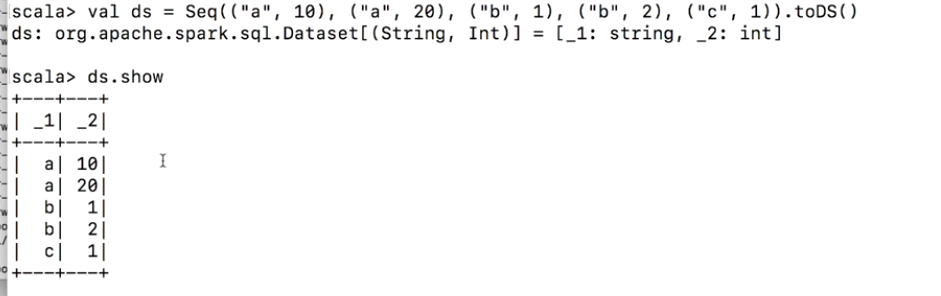 scala> val ds = Seq(("a", 10), ("a", 20), ("b", 1), ("b", 2), ("c", 1)).toDS()
ds: org.apache.spark.sql.Dataset[(String, Int)] = [_1: string, _2: int]
scala> ds.show
+---+---+
| _1| _2|
+---+---+
|  a| 10|
|  a| 20|
|  b|  1|
|  b|  2|
|  c|  1|
+---+---+